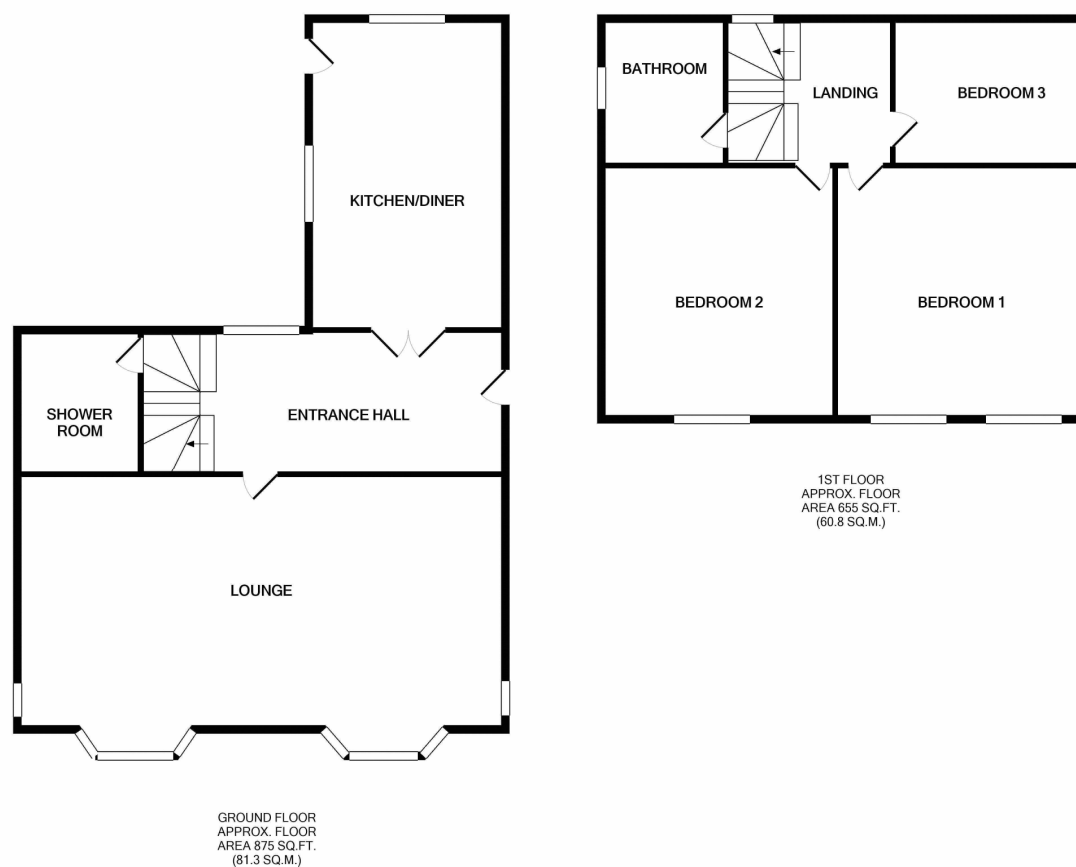 KITCHEN/DINER
SHOWER
ROOM
ENTRANCE HALL
LOUNGE
GROUND FLOOR
APPROX. FLOOR
AREA 875 SQ.FT.
(81.3 SQ.M.)
BATHROOM
LANDING
BEDROOM 3
BEDROOM 2
BEDROOM 1
1ST FLOOR
APPROX. FLOOR
AREA 655 SQ.FT.
(60.8 SQ.M.)